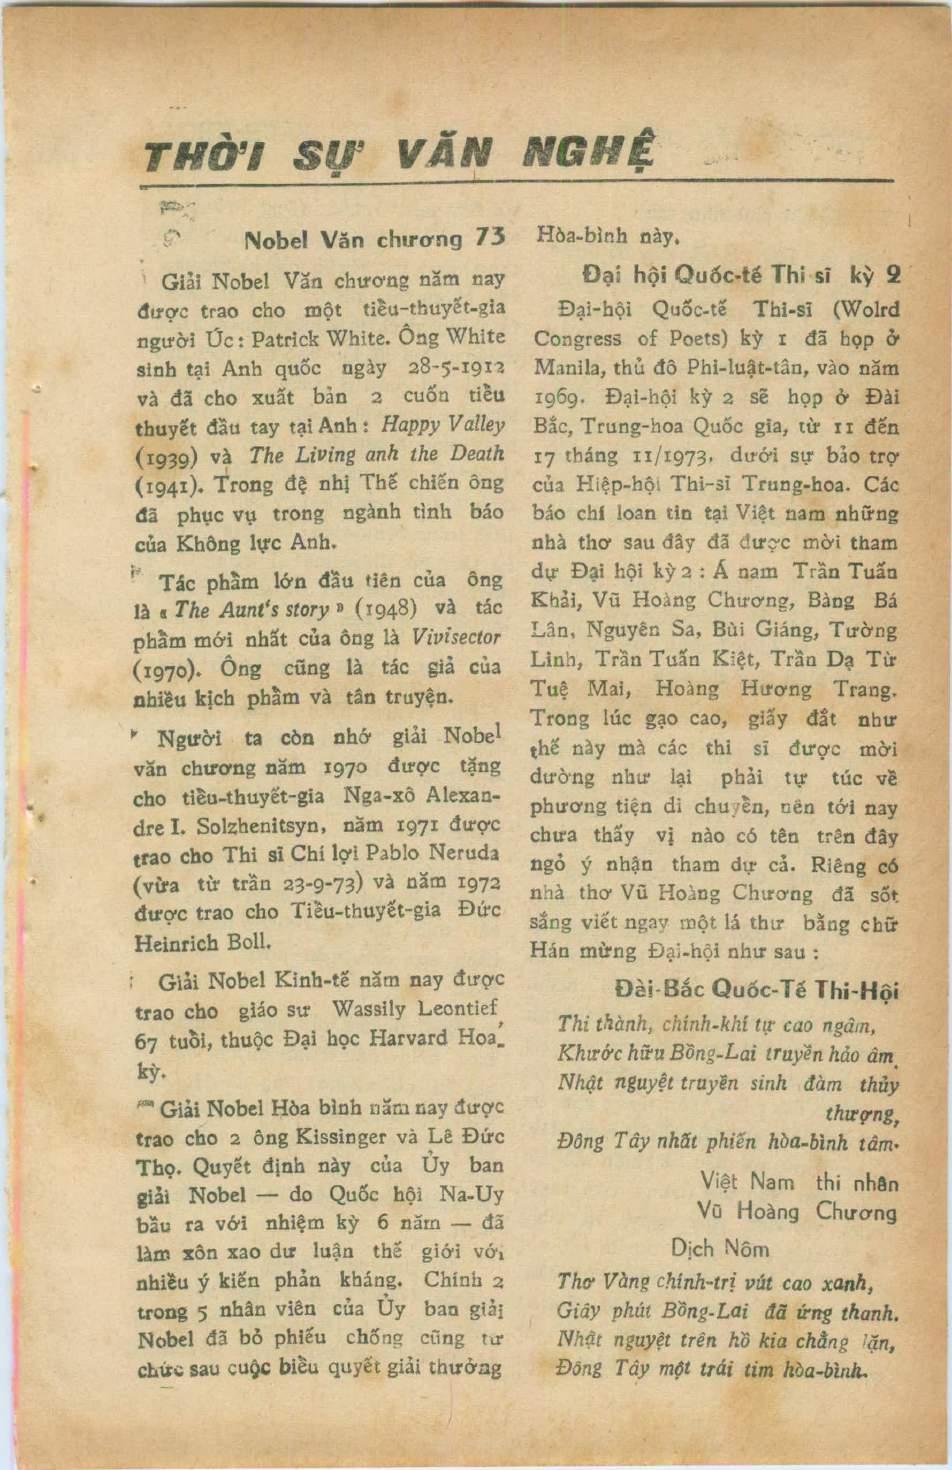 THỜI SỰ VĂN NGHỆ
Nobel Văn chương 73
Giải Nobel Văn chương năm nay
được trao cho một tiểu-thuyết-gia
người Úc : Patrick White. Ông White
sinh tại Anh quốc ngày 28-5-1912
và đã cho xuất bản 2 cuốn tiểu
thuyết đầu tay tại Anh : Happy Valley
(1939) và The Living anh the Death
(1941). Trong đệ nhị Thế chiến ông
đã phục vụ trong ngành tình báo
của Không lực Anh.
Tác phẩm lớn đầu tiên của ông
là « The Aunt's story » (1948) và tác
phẩm mới nhất của ông là Vivisector
(1970). Ông cũng là tác giả của
nhiều kịch phẩm và tân truyện.
Người ta còn nhớ giải Nobel
văn chương năm 1970 được tặng
cho tiểu-thuyết-gia Nga-xô Alexan-
dre I. Solzhenitsyn, năm 1971 được
trao cho Thi sĩ Chí lợi Pablo Neruda
(vừa từ trần 23-9-73) và năm 1972
được trao cho Tiểu-thuyết-gia Đức
Heinrich Boll.
Giải Nobel Kinh-tế năm nay được
trao cho giáo sư Wassily Leontief
67 tuổi, thuộc Đại học Harvard Hoa
kỳ.
Giải Nobel Hòa bình năm nay được
trao cho 2 ông Kissinger và Lê Đức
Thọ. Quyết định này của Ủy ban
giải Nobel — do Quốc hội Na-Uy
bầu ra với nhiệm kỳ 6 năm — đã
làm xôn xao dư luận thế giới với
nhiều ý kiến phản kháng. Chính 2
trong 5 nhân viên của Ủy ban giải
Nobel đã bỏ phiếu chống cũng từ
chức sau cuộc biểu quyết giải thưởng
Hòa-bình này.
Đại hội Quốc-tế Thi sĩ kỳ 2
Đại-hội Quốc-tế Thi-sĩ (Wolrd
Congress of Poets) kỳ 1 đã họp ở
Manila, thủ đô Phi-luật-tân, vào năm
1969. Đại-hội kỳ 2 sẽ họp ở Đài
Bắc, Trung-hoa Quốc gia, từ 11 đến
17 tháng 11/1973, dưới sự bảo trợ
của Hiệp-hội Thi-sĩ Trung-hoa. Các
báo chí loan tin tại Việt nam những
nhà thơ sau đây đã được mời tham
dự Đại hội kỳ 2 : Á nam Trần Tuấn
Khải, Vũ Hoàng Chương, Bàng Bá
Lân, Nguyên Sa, Bùi Giáng, Tường
Linh, Trần Tuấn Kiệt, Trần Dạ Từ
Tuệ Mai, Hoàng Hương Trang.
Trong lúc gạo cao, giấy đắt như
thế này mà các thi sĩ được mời
dường như lại phải tự túc về
phương tiện di chuyển, nên tới nay
chưa thấy vị nào có tên trên đây
ngỏ ý nhận tham dự cả. Riêng có
nhà thơ Vũ Hoàng Chương đã sốt
sắng viết ngay một lá thư bằng chữ
Hán mừng Đại-hội như sau :
Đài-Bắc Quốc-Tế Thi-Hội
Thi thành, chính-khí tự cao ngâm,
Khước hữu Bồng-Lai truyền hảo âm.
Nhật nguyệt truyền sinh đàm thủy
thượng,
Đông Tây nhất phiến hòa-bình tâm.
Việt Nam thi nhân
Vũ Hoàng Chương
Dịch Nôm
Thơ Vàng chính-trị vút cao xanh,
Giây phút Bồng-Lai đã ứng thanh.
Nhật nguyệt trên hồ kia chẳng lặn,
Đông Tây một trái tim hòa-bình.